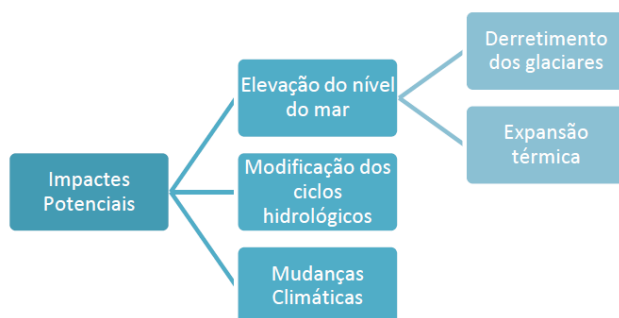 Impactes
Potenciais
Elevação do nível
do mar
Derretimento
dos glaciares
Expansão
térmica
Modificação dos
ciclos
hidrológicos
Mudanças
Climáticas